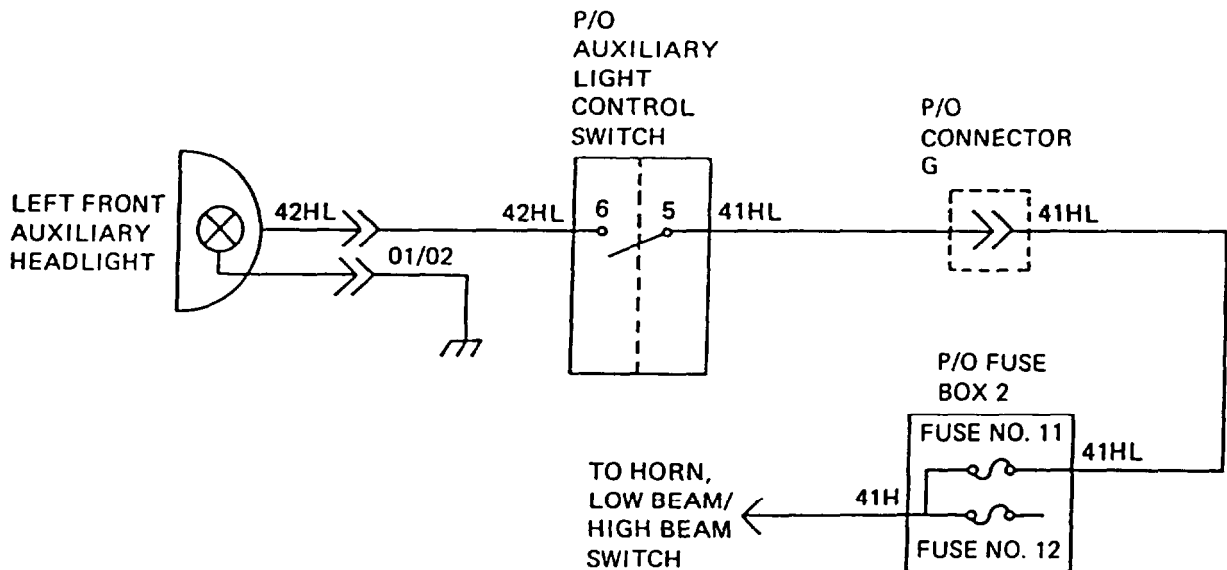 P/O
AUXILIARY
LIGHT
CONTROL
SWITCH
P/O
CONNECTOR
G
LEFT FRONT
AUXILIARY
HEADLIGHT
42HL
01/02
42HL
6
5
41HL
41HL
P/O FUSE
BOX 2
FUSE NO. 11
41HL
TO HORN,
LOW BEAM/
HIGH BEAM
SWITCH
41H
FUSE NO. 12